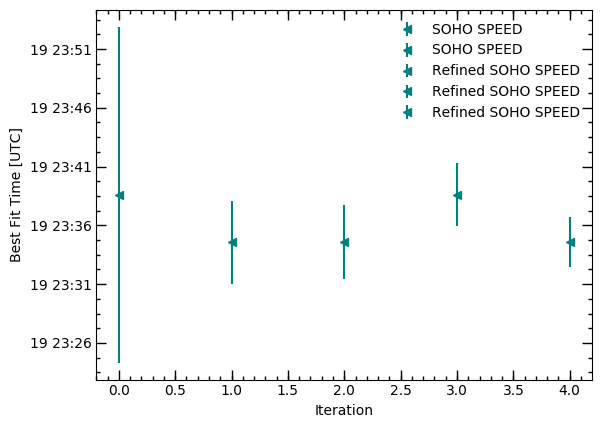 SOHO SPEED
SOHO SPEED
Refined SOHO SPEED
Refined SOHO SPEED
Refined SOHO SPEED
Best Fit Time [UTC]
19 23:51
19 23:46
19 23:41
19 23:36
19 23:31
19 23:26
0.0 0.5 1.0 1.5 2.0 2.5 3.0 3.5 4.0
Iteration